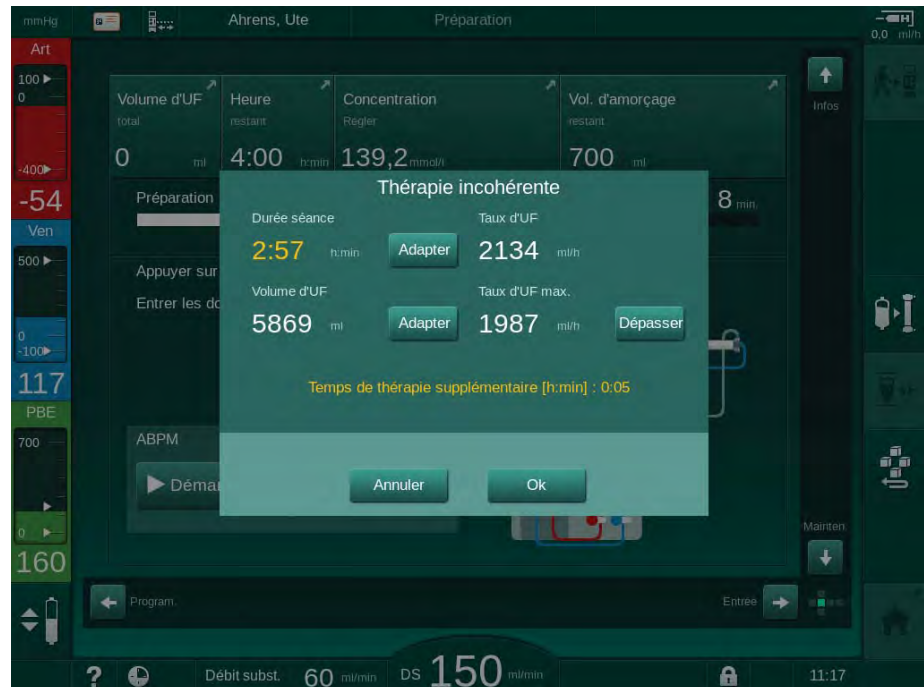 mmHg
Ahrens, Ute
Préparation
0,0 ml/h
Art
100
0
-400
-54
Ven
500
0
-100
117
PBE
700
0
160
Volume d'UF
total
0 ml
Heure
restant
4:00 h:min
Concentration
Régler
139,2 mmol/l
Vol. d'amorçage
restant
700 ml
Infos
Préparation
8 min.
Appuyer sur
Entrer les do
Thérapie incohérente
Durée séance
2:57 h:min
Adapter
Taux d'UF
2134 ml/h
Volume d'UF
5869 ml
Adapter
Taux d'UF max.
1987 ml/h
Dépasser
Temps de thérapie supplémentaire [h:min] : 0:05
Annuler
Ok
ABPM
Démar
Mainten.
Program.
Entrée
?
Débit subst. 60 ml/min
DS 150 ml/min
11:17